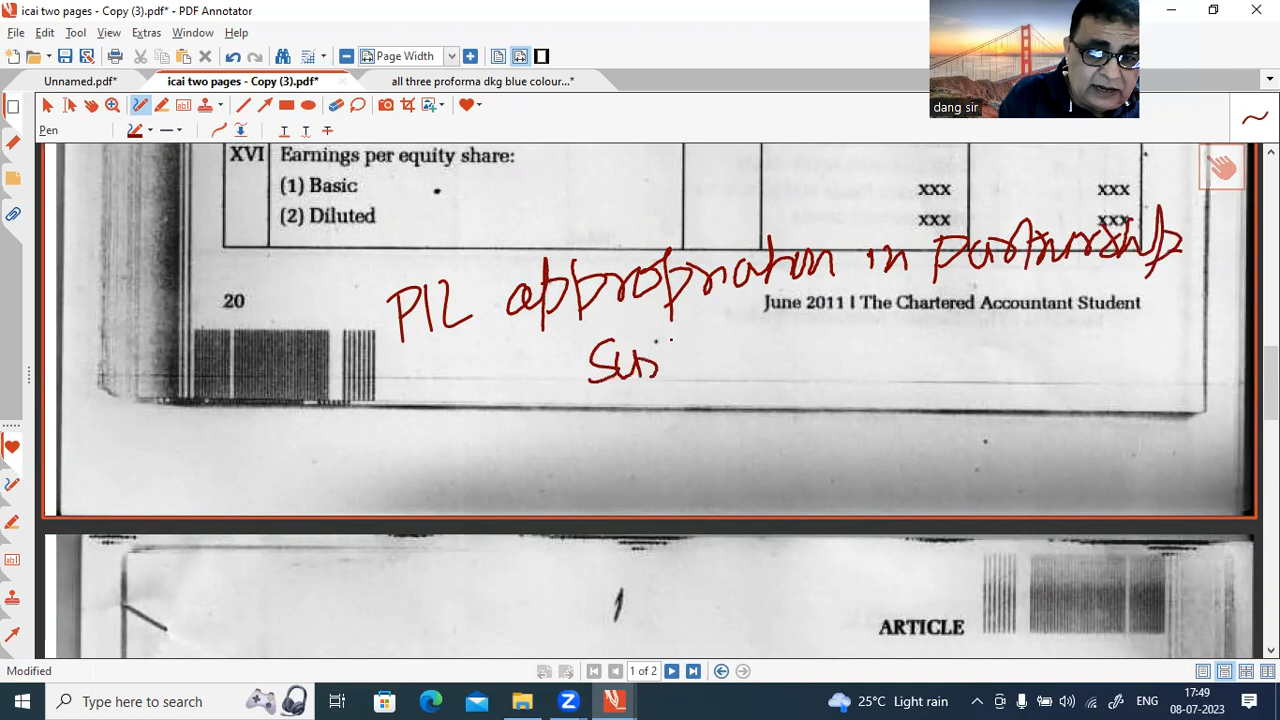 icai two pages - Copy (3).pdf* - PDF Annotator
File Edit Tool View Extras Window Help
Page Width
Unnamed.pdf* icai two pages - Copy (3).pdf* all three proforma dkg blue colour...*
dang sir
Pen
XVI Earnings per equity share:
(1) Basic xxx xxx
(2) Diluted xxx xxx
P/L appropriation in Partnership
20 June 2011 | The Chartered Accountant Student
ARTICLE
Modified
1 of 2
Type here to search
25°C Light rain
ENG
17:49
08-07-2023